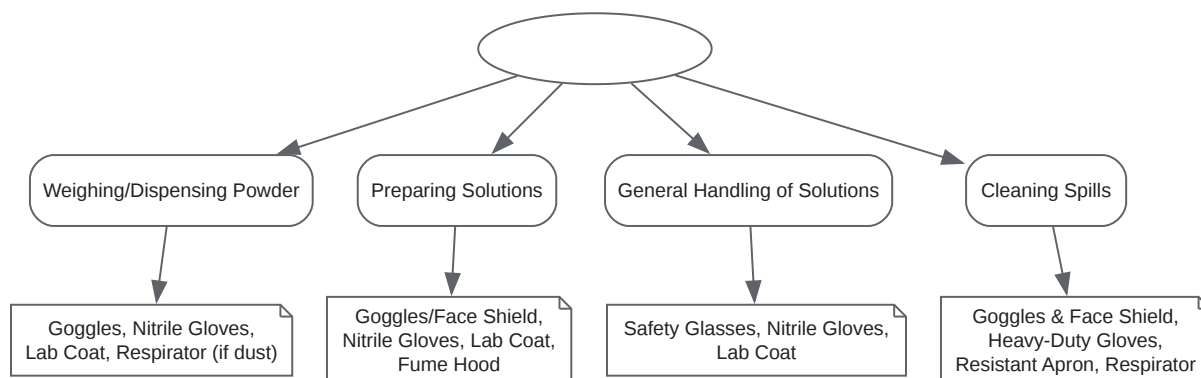 Weighing/Dispensing Powder
Preparing Solutions
General Handling of Solutions
Cleaning Spills
Goggles, Nitrile Gloves,
Lab Coat, Respirator (if dust)
Goggles/Face Shield,
Nitrile Gloves, Lab Coat,
Fume Hood
Safety Glasses, Nitrile Gloves,
Lab Coat
Goggles & Face Shield,
Heavy-Duty Gloves,
Resistant Apron, Respirator